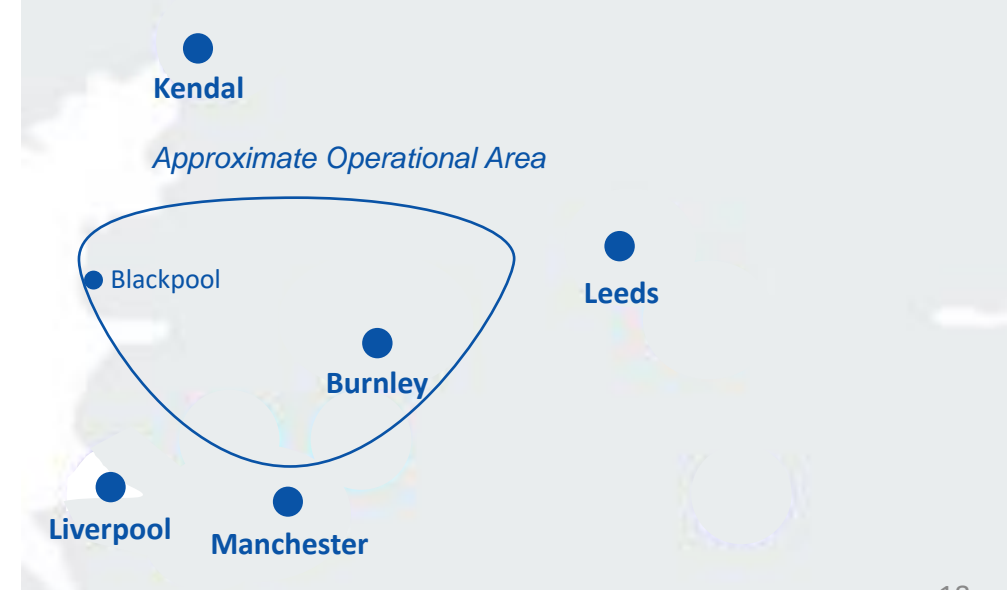 Kendal
Approximate Operational Area
Blackpool
Leeds
Burnley
Liverpool
Manchester